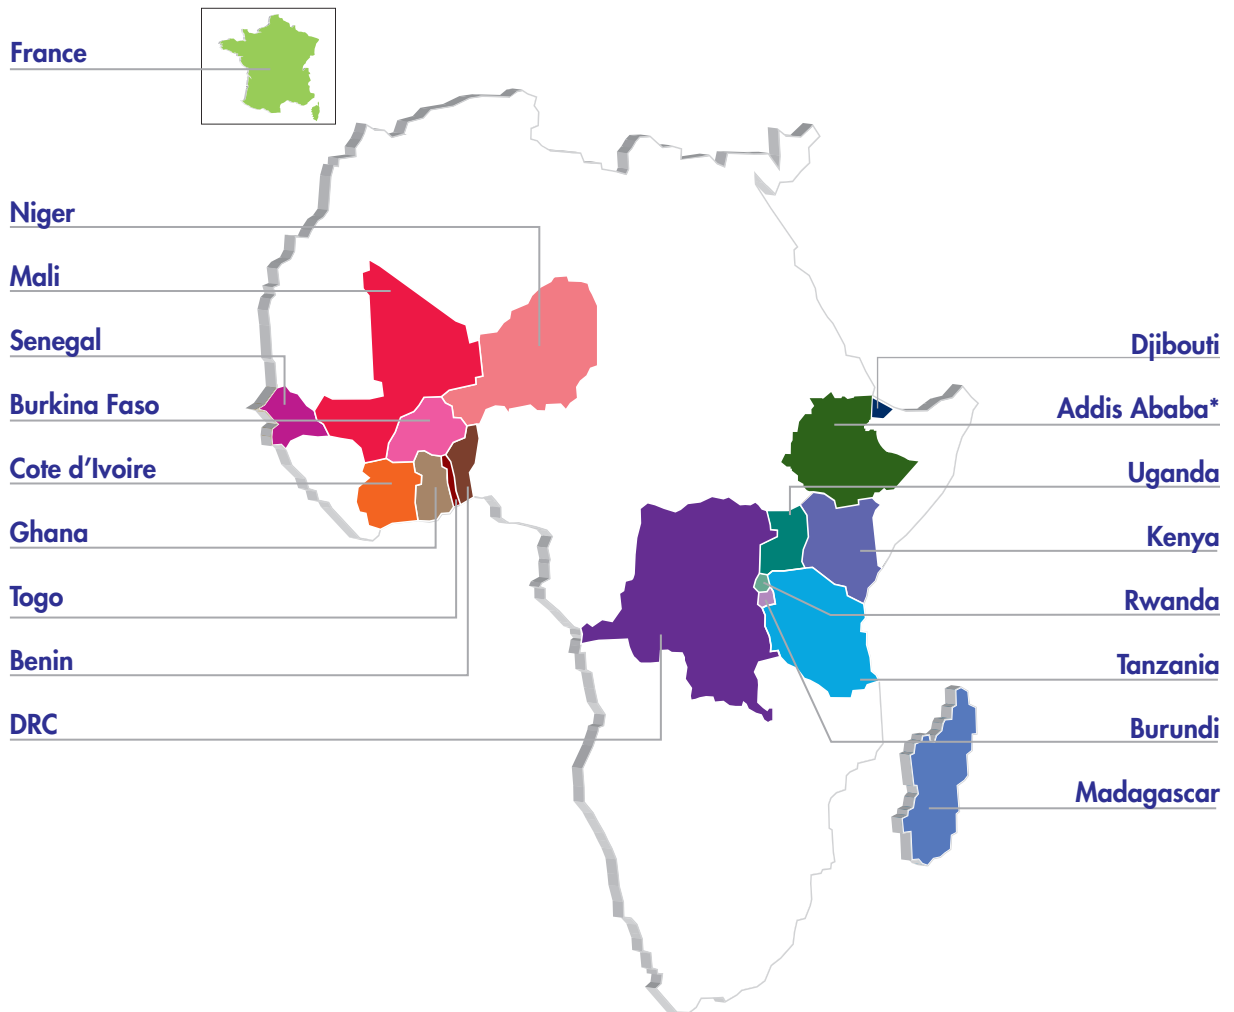 France
Niger
Mali
Senegal
Burkina Faso
Cote d’Ivoire
Ghana
Togo
Benin
DRC
Djibouti
Addis Ababa*
Uganda
Kenya
Rwanda
Tanzania
Burundi
Madagascar